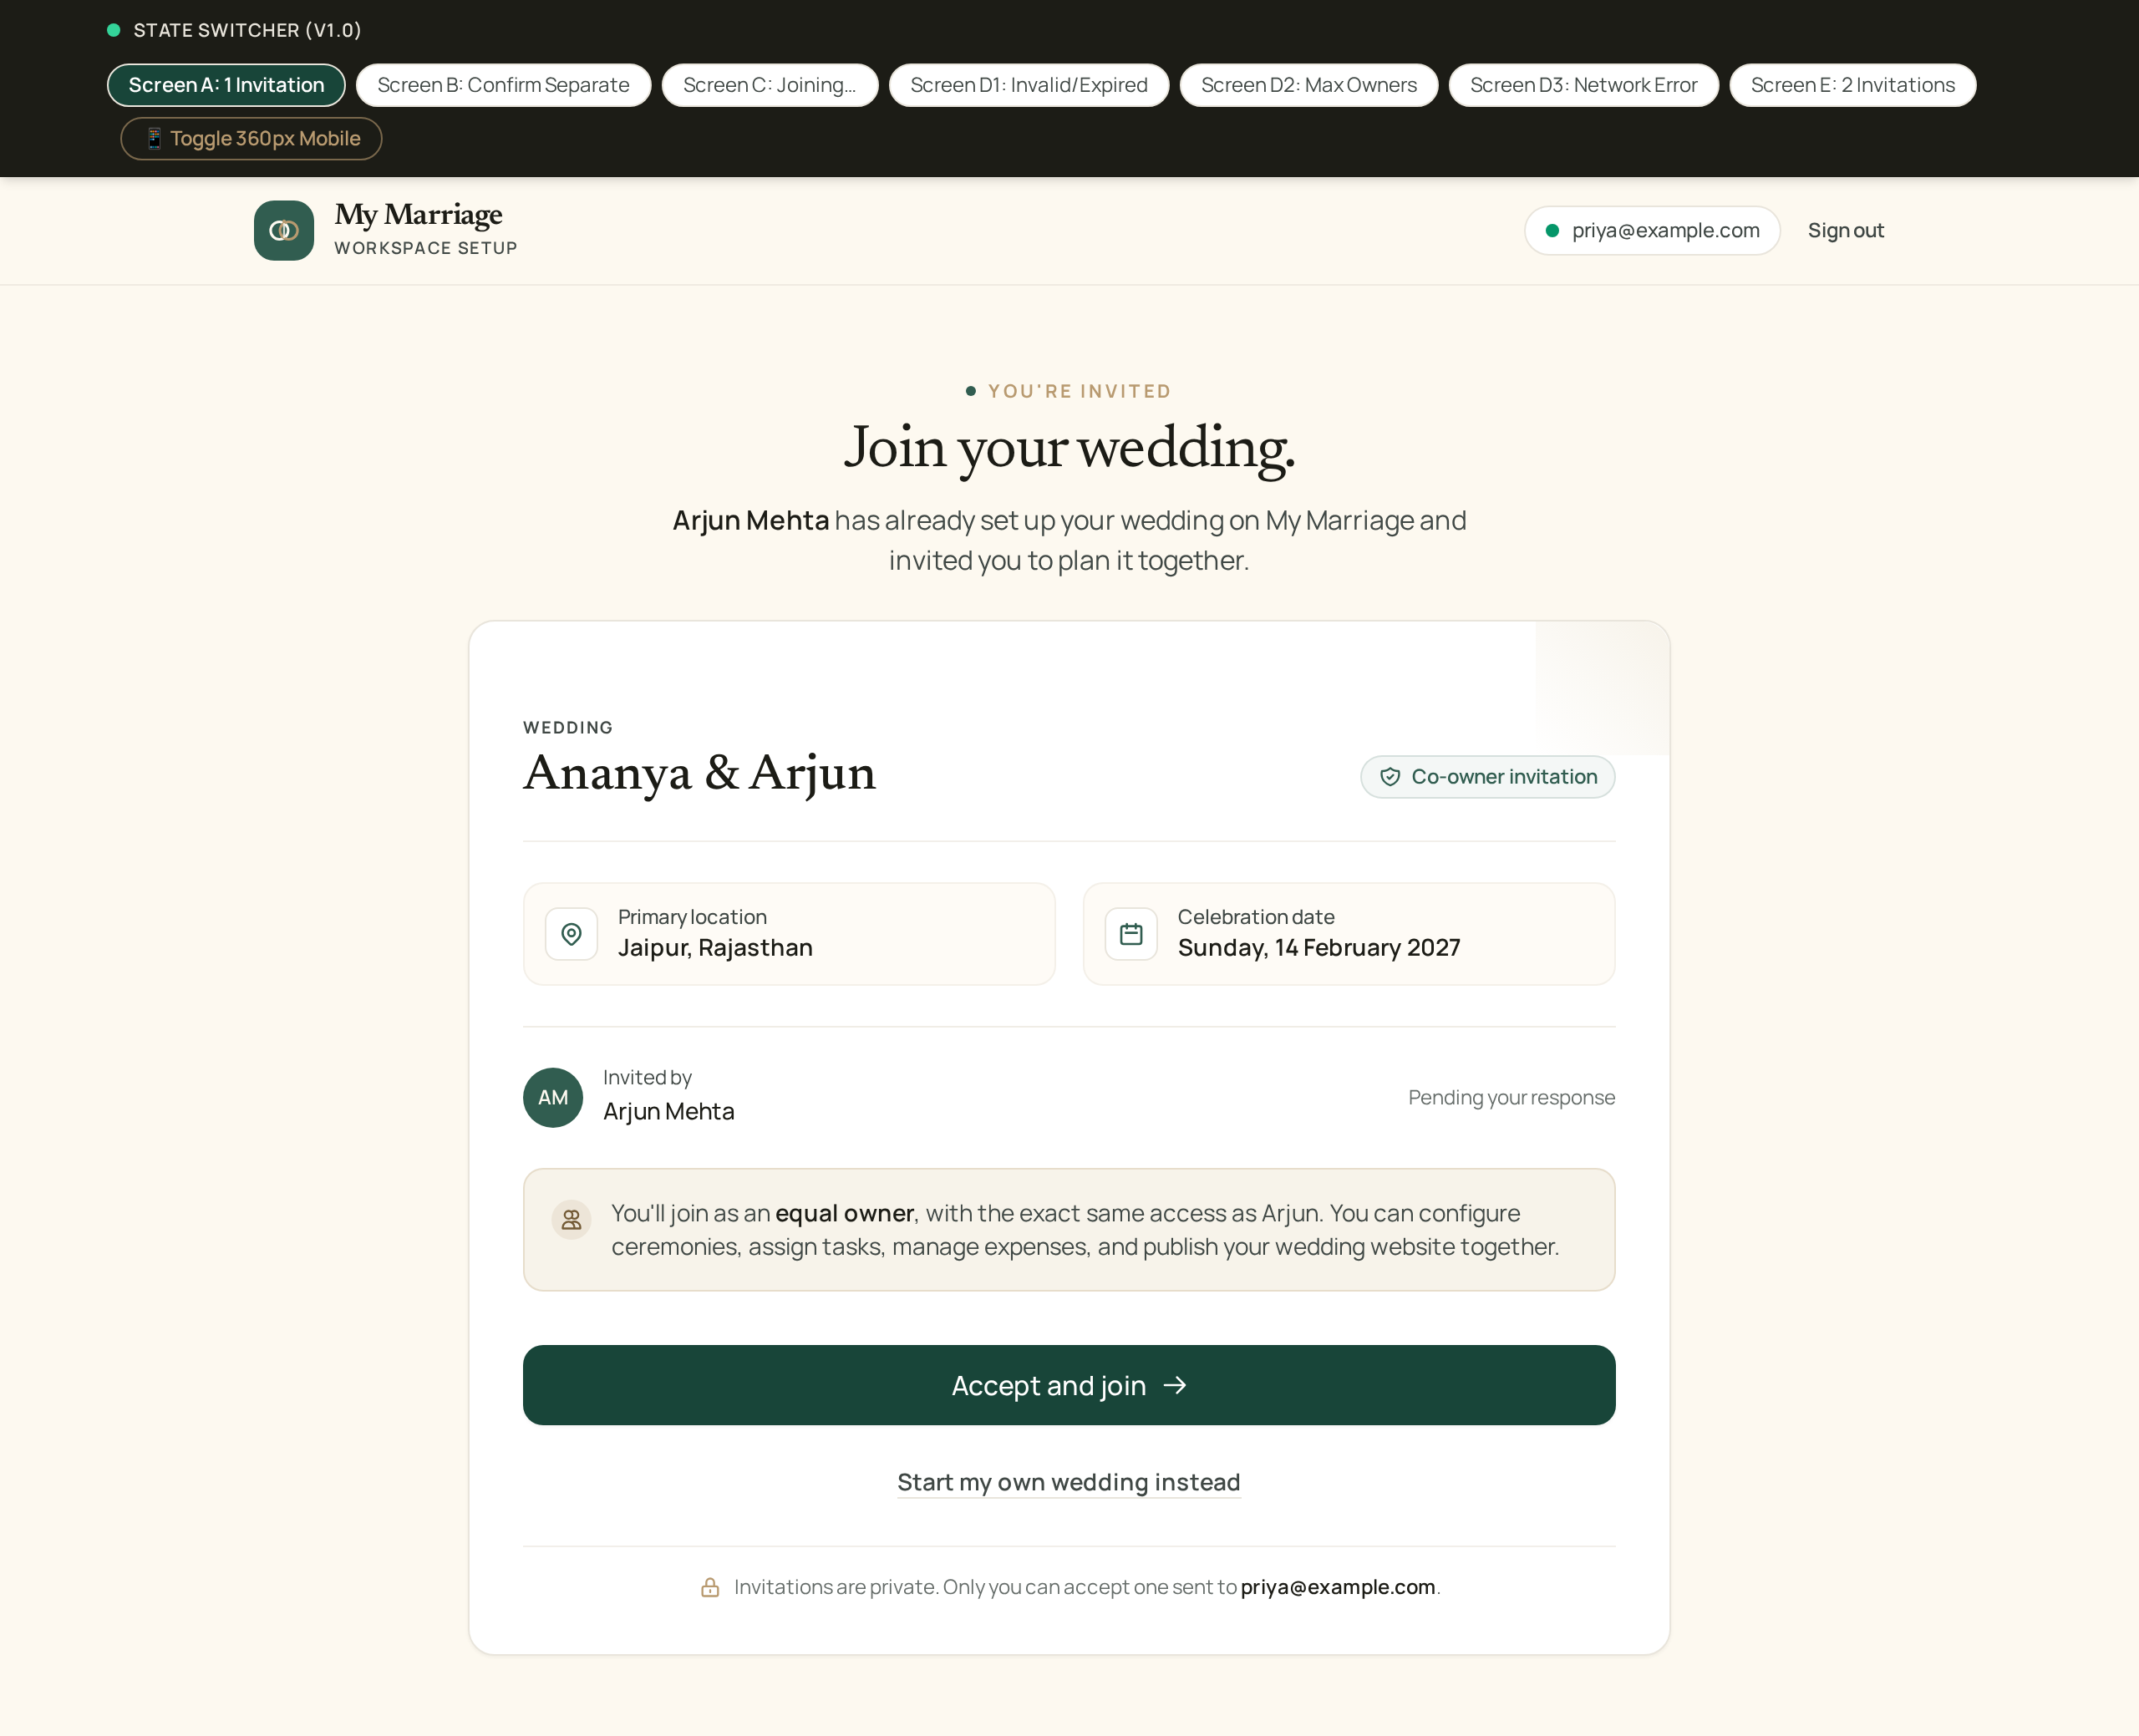 STATE SWITCHER (V1.0)
Screen A: 1 Invitation
Screen B: Confirm Separate
Screen C: Joining...
Screen D1: Invalid/Expired
Screen D2: Max Owners
Screen D3: Network Error
Screen E: 2 Invitations
📱 Toggle 360px Mobile
My Marriage
WORKSPACE SETUP
priya@example.com
Sign out
YOU'RE INVITED
Join your wedding.
Arjun Mehta has already set up your wedding on My Marriage and
invited you to plan it together.
WEDDING
Ananya & Arjun
Co-owner invitation
Primary location
Jaipur, Rajasthan
Celebration date
Sunday, 14 February 2027
AM
Invited by
Arjun Mehta
Pending your response
You'll join as an equal owner, with the exact same access as Arjun. You can configure
ceremonies, assign tasks, manage expenses, and publish your wedding website together.
Accept and join →
Start my own wedding instead
Invitations are private. Only you can accept one sent to priya@example.com.